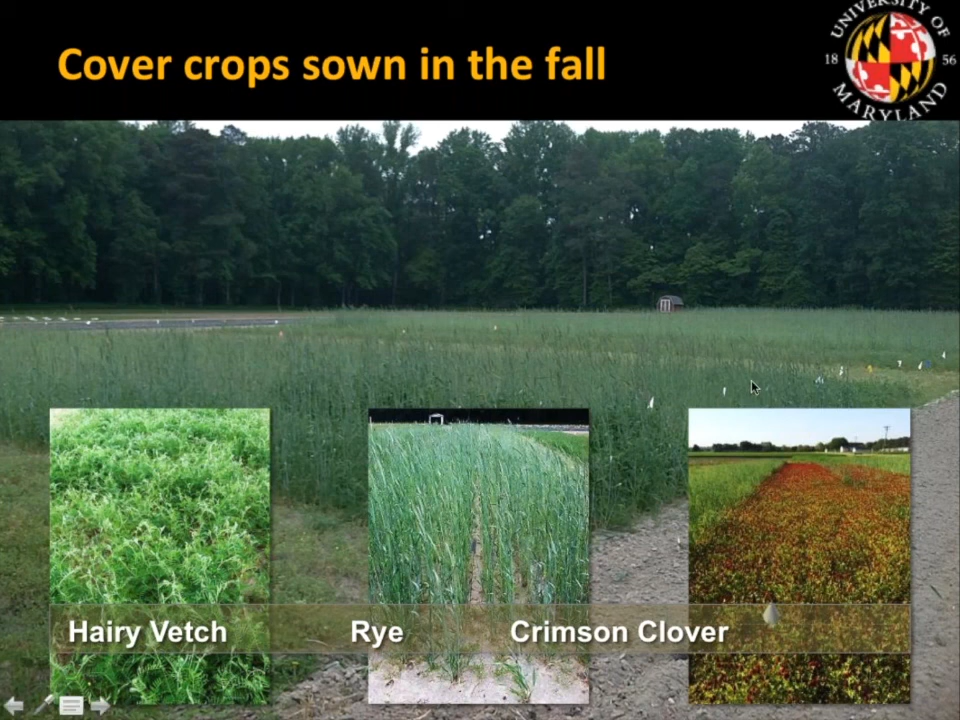 Cover crops sown in the fall
UNIVERSITY OF
18 56
MARYLAND
Hairy Vetch Rye Crimson Clover